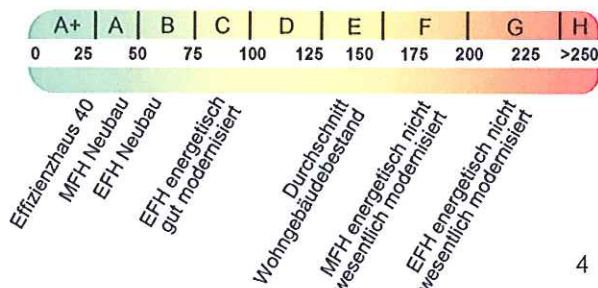 A+ A B C D E F G H
0 25 50 75 100 125 150 175 200 225 >250
Effizienzhaus 40
MFH Neubau
EFH Neubau
EFH energetisch
gut modernisiert
Durchschnitt
Wohngebäudebestand
MFH energetisch nicht
wesentlich modernisiert
EFH energetisch nicht
wesentlich modernisiert
4